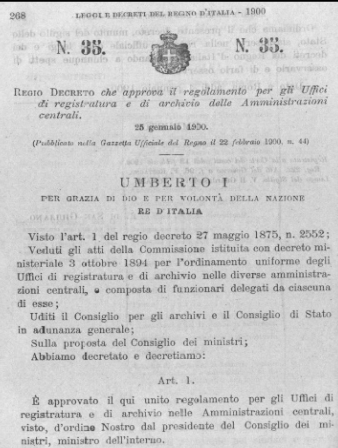 268 LEGGI E DECRETI DEL REGNO D'ITALIA - 1900
N. 35. N. 35.
REGIO DECRETO che approva il regolamento per gli Uffici
di registratura e di archivio delle Amministrazioni
centrali.
25 gennaio 1900.
(Pubblicato nella Gazzetta Ufficiale del Regno il 22 febbraio 1900, n. 44)
UMBERTO I
PER GRAZIA DI DIO E PER VOLONTÀ DELLA NAZIONE
RE D'ITALIA
Visto l'art. 1 del regio decreto 27 maggio 1875, n. 2552;
Veduti gli atti della Commissione istituita con decreto mi-
nisteriale 3 ottobre 1894 per l'ordinamento uniforme degli
Uffici di registratura e di archivio nelle diverse amministra-
zioni centrali, e composta di funzionari delegati da ciascuna
di esse;
Uditi il Consiglio per gli archivi e il Consiglio di Stato
in adunanza generale;
Sulla proposta del Consiglio dei ministri;
Abbiamo decretato e decretiamo:
Art. 1.
È approvato il qui unito regolamento per gli Uffici di
registratura e di archivio nelle Amministrazioni centrali,
visto, d'ordine Nostro dal presidente del Consiglio dei mi-
nistri, ministro dell'interno.